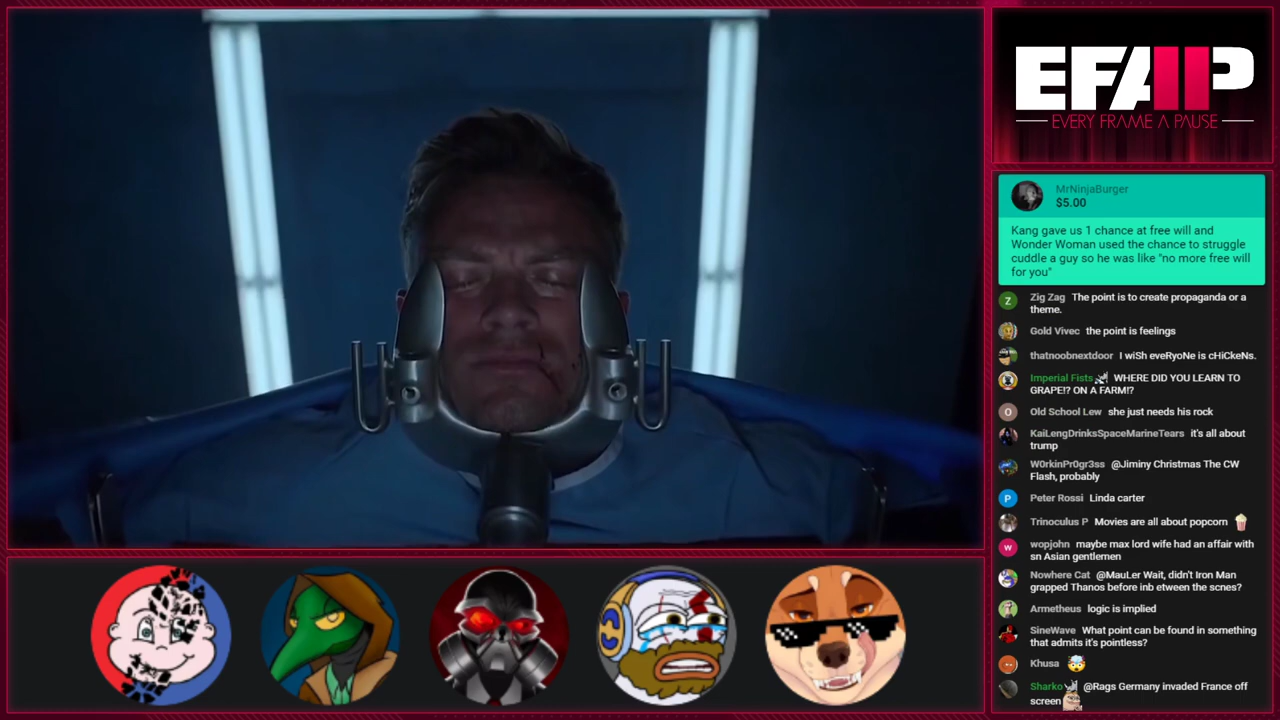 EFAP
EVERY FRAME A PAUSE
MrNinjaBurger
$5.00
Kang gave us 1 chance at free will and
Wonder Woman used the chance to struggle
cuddle a guy so he was like "no more free will
for you"
Z
Zig Zag The point is to create propaganda or a
theme.
Gold Vivec the point is feelings
thatnoobnextdoor I wiSh eveRyoNe is cHiCkeNs.
Imperial Fists WHERE DID YOU LEARN TO
GRAPE!? ON A FARM!?
O
Old School Lew she just needs his rock
KaiLengDrinksSpaceMarineTears it's all about
trump
W0rkinPr0gr3ss @Jiminy Christmas The CW
Flash, probably
P
Peter Rossi Linda carter
Trinoculus P Movies are all about popcorn
w
wopjohn maybe max lord wife had an affair with
sn Asian gentlemen
Nowhere Cat @MauLer Wait, didn't Iron Man
grapped Thanos before inb etween the scnes?
Armetheus logic is implied
SineWave What point can be found in something
that admits it's pointless?
Khusa
Sharko @Rags Germany invaded France off
screen